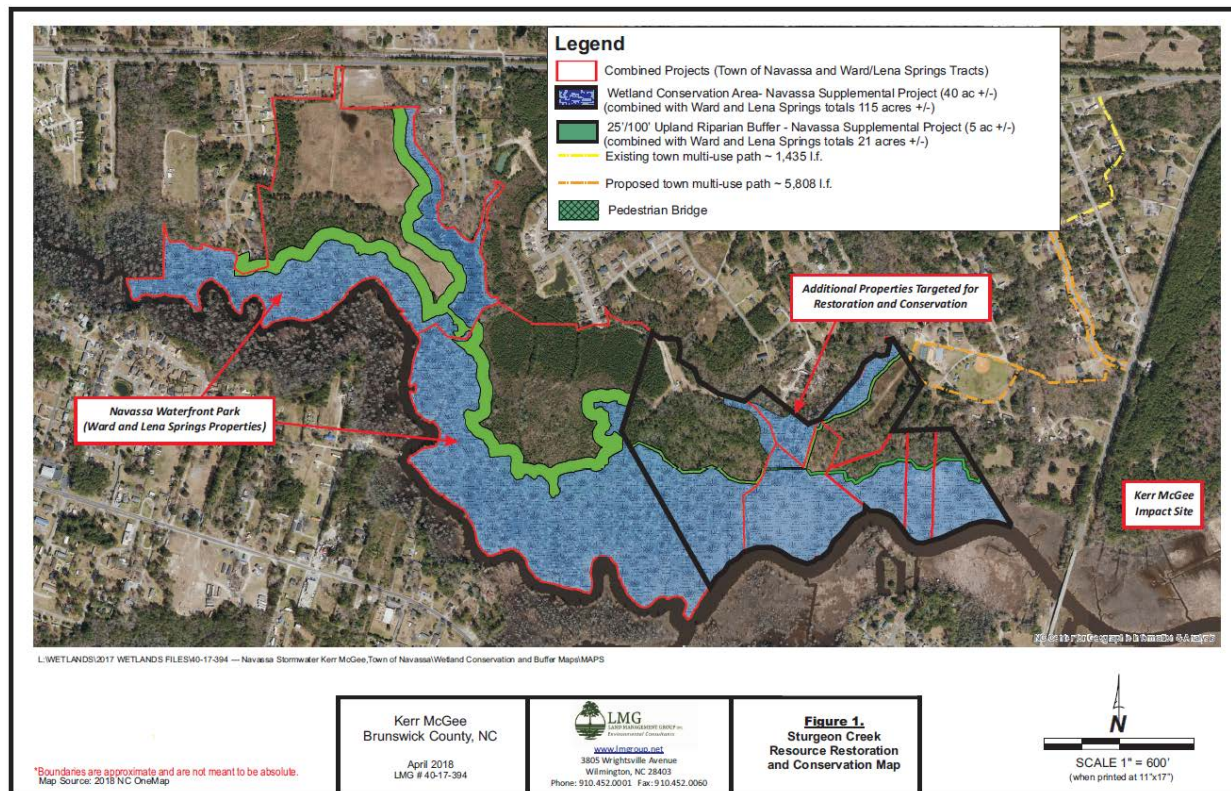 Legend
Combined Projects (Town of Navassa and Ward/Lena Springs Tracts)
Wetland Conservation Area- Navassa Supplemental Project (40 ac +/-)
(combined with Ward and Lena Springs totals 115 acres +/-)
25'/100' Upland Riparian Buffer - Navassa Supplemental Project (5 ac +/-)
(combined with Ward and Lena Springs totals 21 acres +/-)
Existing town multi-use path ~ 1,435 l.f.
Proposed town multi-use path ~ 5,808 l.f.
Pedestrian Bridge
Additional Properties Targeted for
Restoration and Conservation
Navassa Waterfront Park
(Ward and Lena Springs Properties)
Kerr McGee
Impact Site
L:\WETLANDS\2017 WETLANDS FILES\40-17-394 --- Navassa Stormwater Kerr McGee,Town of Navassa\Wetland Conservation and Buffer Maps\MAPS
*Boundaries are approximate and are not meant to be absolute.
Map Source: 2018 NC OneMap
Kerr McGee
Brunswick County, NC
April 2018
LMG # 40-17-394
LMG
LAND MANAGEMENT GROUP INC.
Environmental Consultants
www.lmgroup.net
3805 Wrightsville Avenue
Wilmington, NC 28403
Phone: 910.452.0001 Fax: 910.452.0060
Figure 1.
Sturgeon Creek
Resource Restoration
and Conservation Map
N
SCALE 1" = 600'
(when printed at 11"x17")